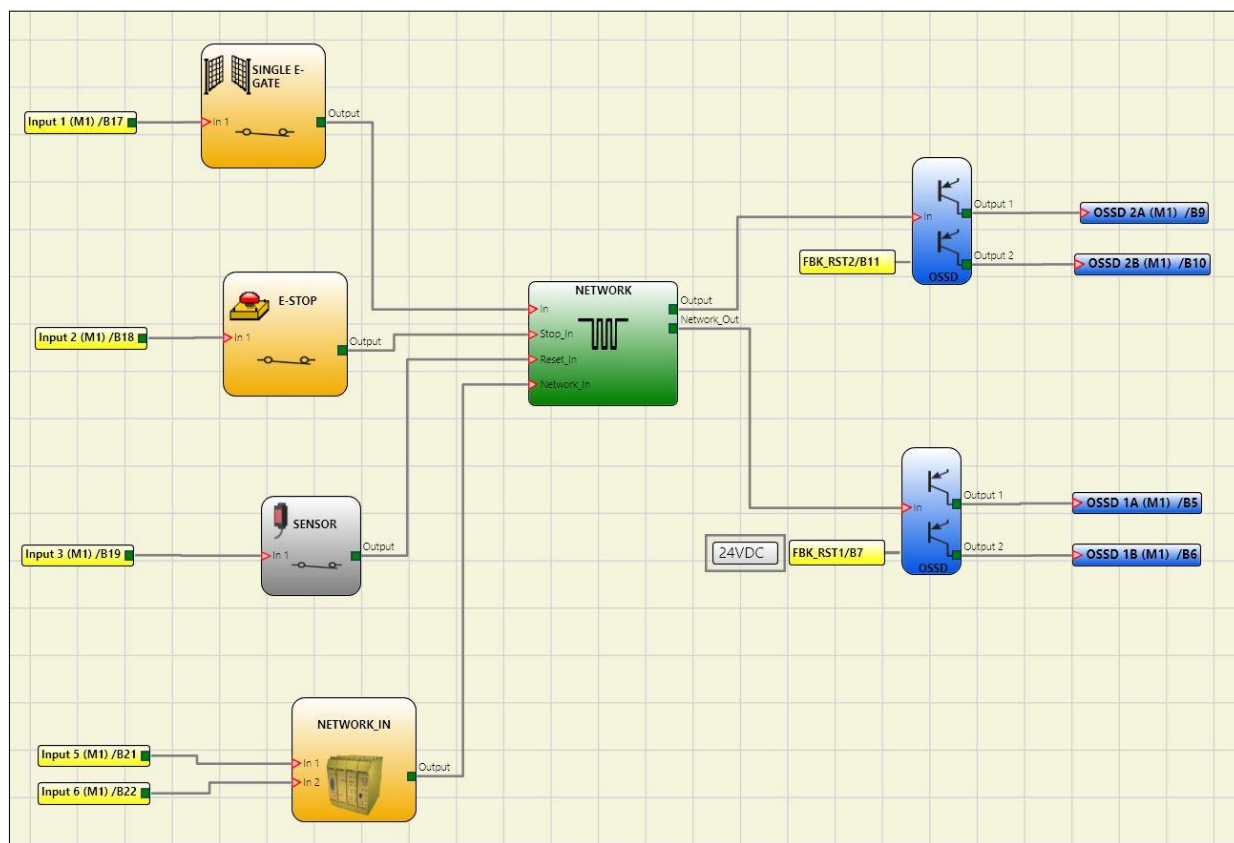 SINGLE E-
GATE
Input 1 (M1) /B17
In 1
Output
E-STOP
Input 2 (M1) /B18
In 1
Output
SENSOR
Input 3 (M1) /B19
In 1
Output
NETWORK_IN
Input 5 (M1) /B21
Input 6 (M1) /B22
In 1
In 2
Output
NETWORK
In
Stop_In
Reset_In
Network_In
Output
Network_Out
In
Output 1
Output 2
OSSD
FBK_RST2/B11
OSSD 2A (M1) /B9
OSSD 2B (M1) /B10
In
Output 1
Output 2
OSSD
24VDC
FBK_RST1/B7
OSSD 1A (M1) /B5
OSSD 1B (M1) /B6